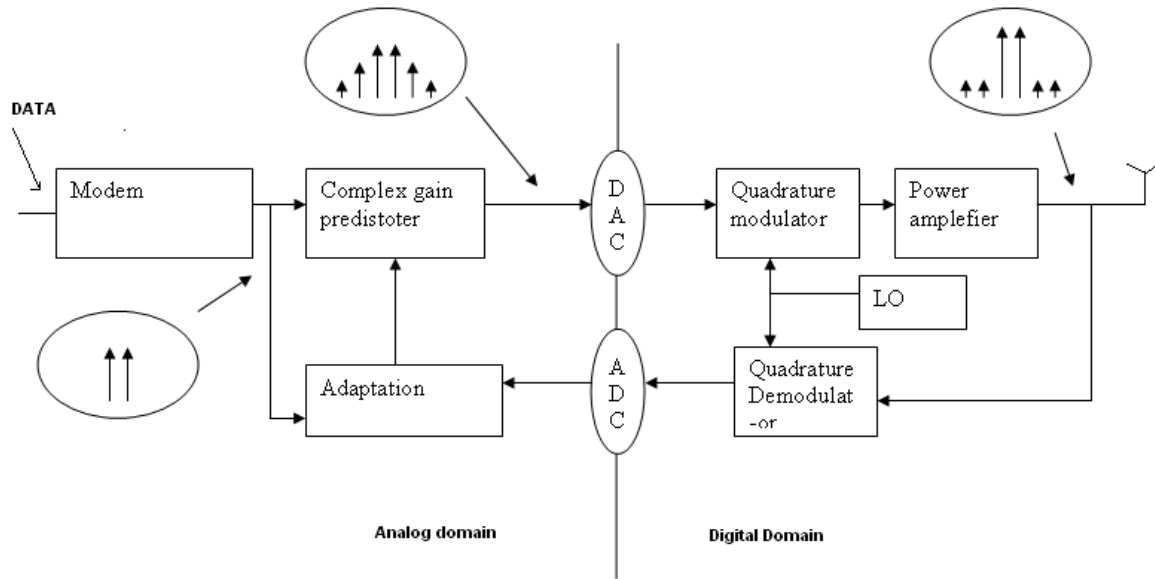 DATA
Modem
Complex gain
predistoter
D
A
C
Quadrature
modulator
Power
amplefier
LO
Adaptation
A
D
C
Quadrature
Demodulat
-or
Analog domain
Digital Domain